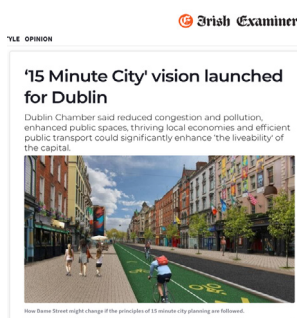 Irish Examiner
'YLE OPINION
‘15 Minute City' vision launched
for Dublin
Dublin Chamber said reduced congestion and pollution,
enhanced public spaces, thriving local economies and efficient
public transport could significantly enhance 'the liveability' of
the capital.
How Dame Street might change if the principles of 15 minute city planning are followed.